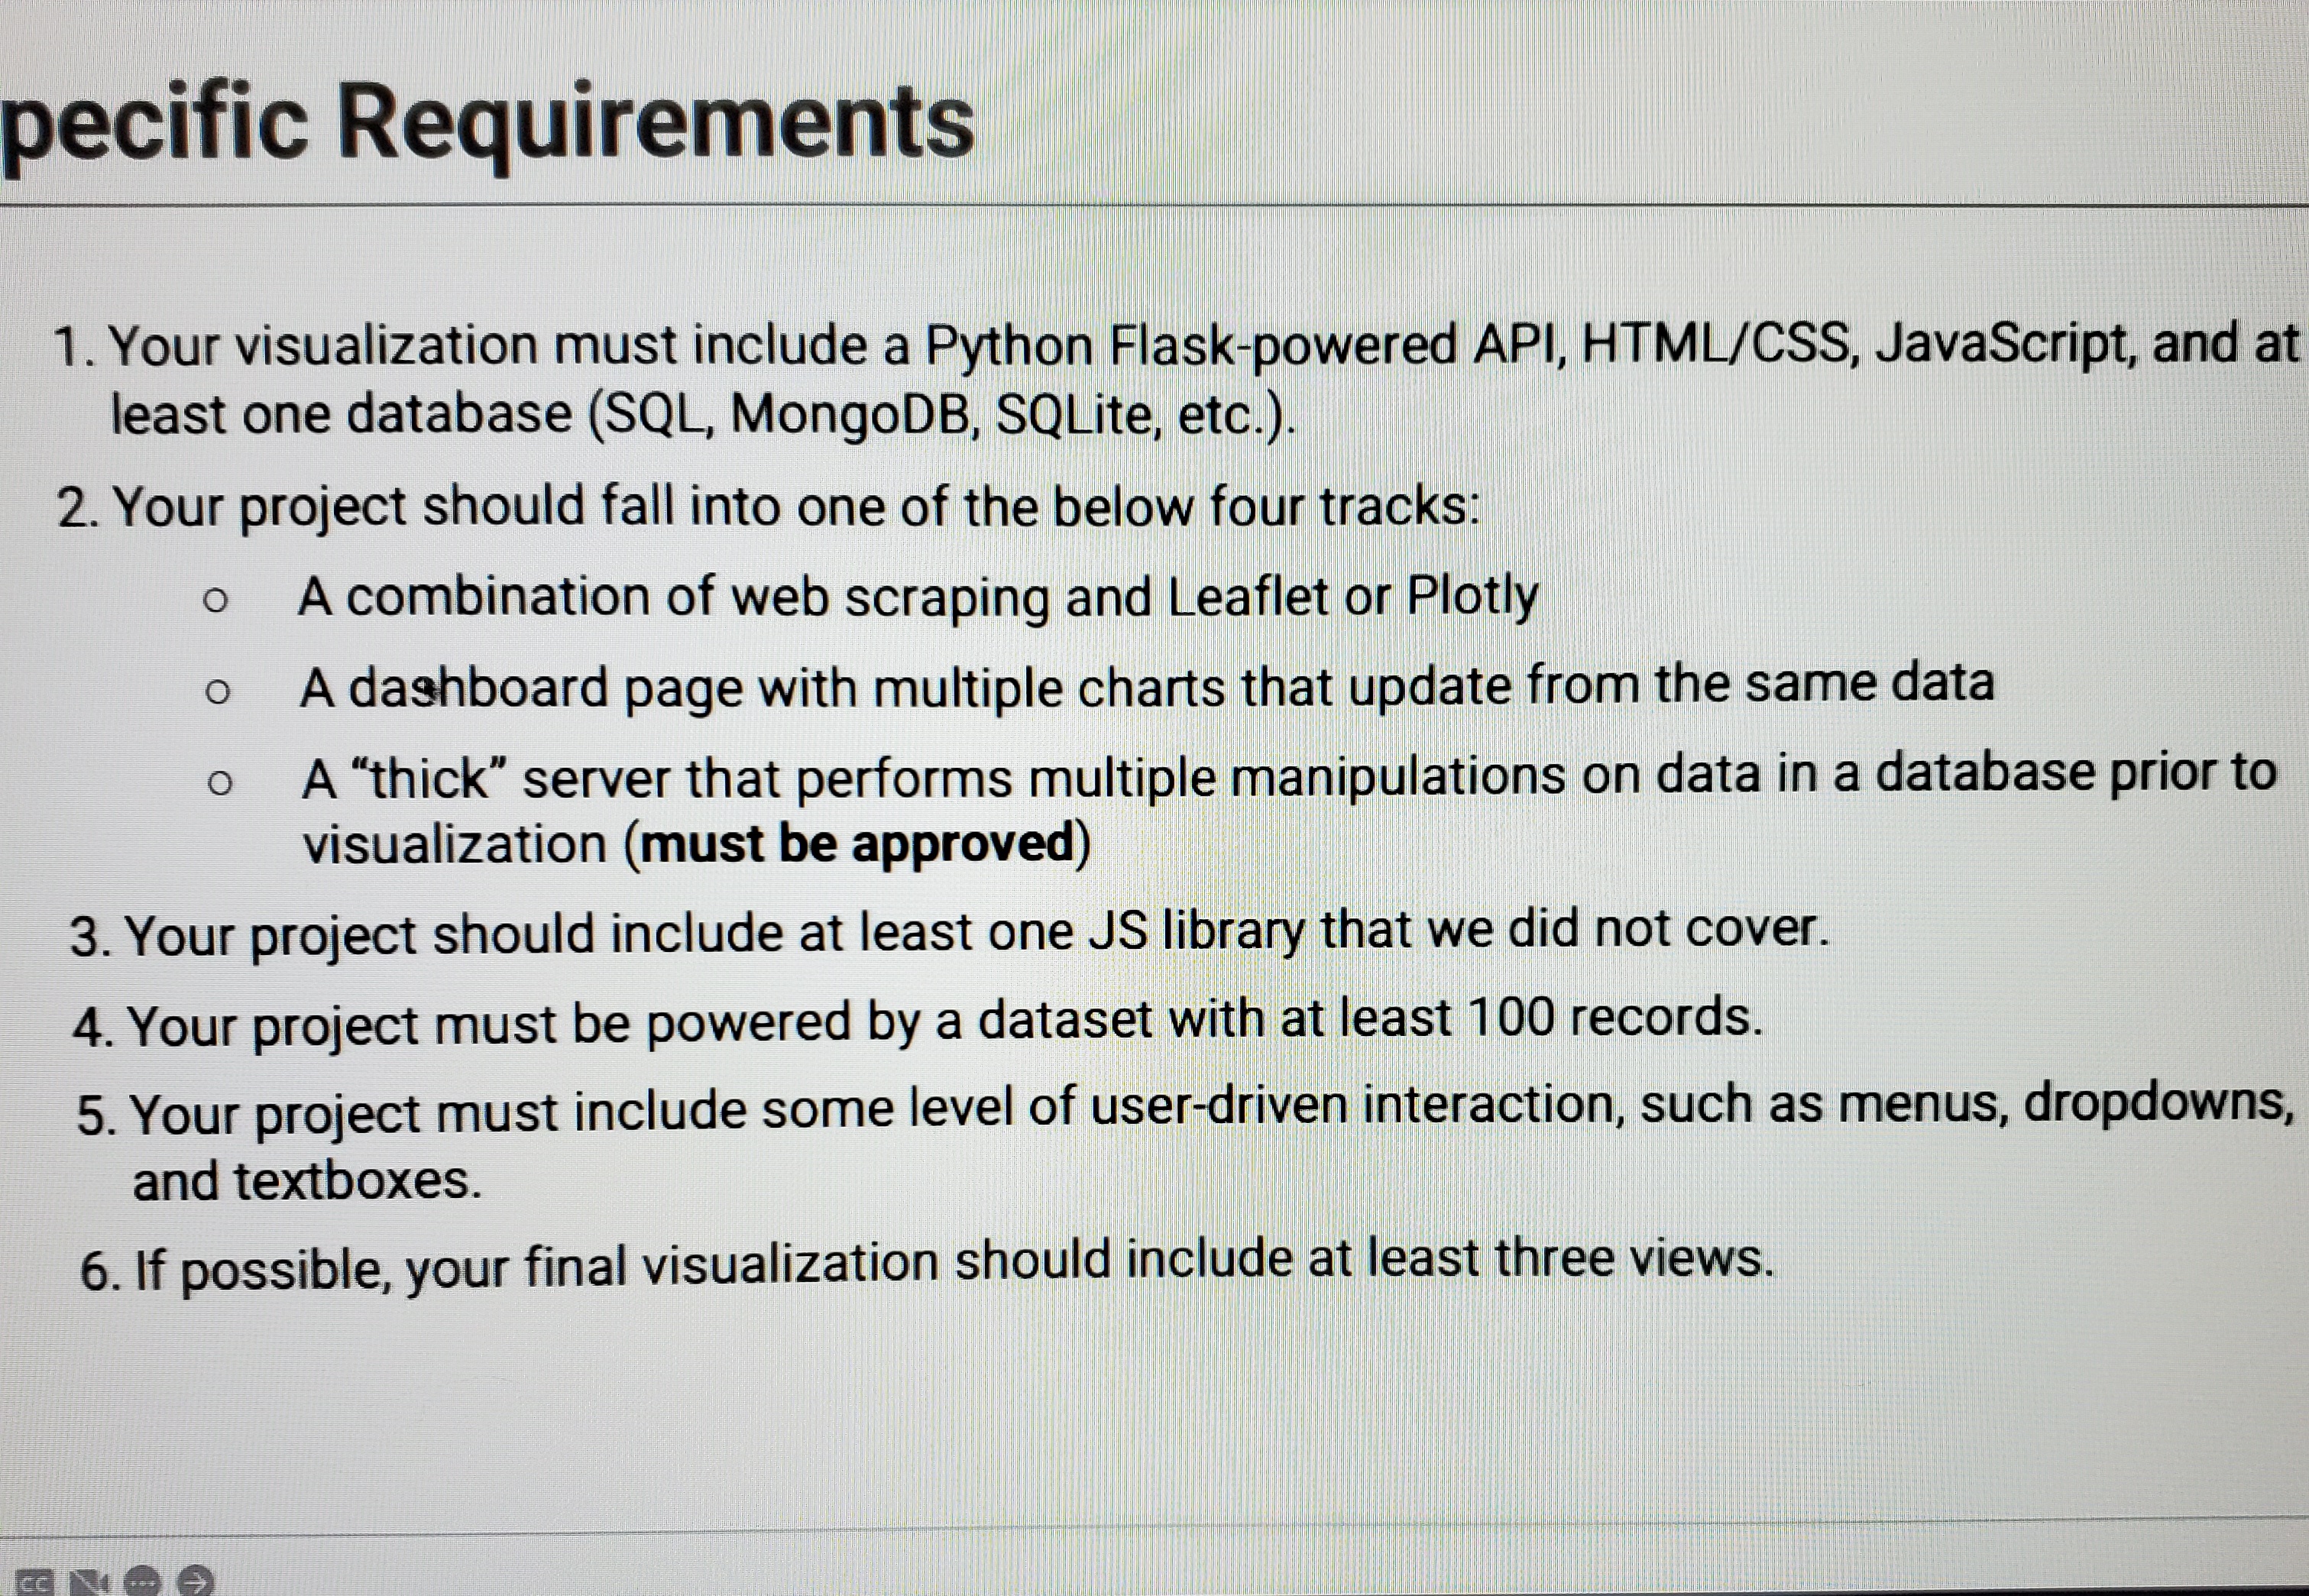 pecific Requirements
1. Your visualization must include a Python Flask-powered API, HTML/CSS, JavaScript, and at
least one database (SQL, MongoDB, SQLite, etc.).
2. Your project should fall into one of the below four tracks:
○ A combination of web scraping and Leaflet or Plotly
○ A dashboard page with multiple charts that update from the same data
○ A “thick” server that performs multiple manipulations on data in a database prior to
visualization (must be approved)
3. Your project should include at least one JS library that we did not cover.
4. Your project must be powered by a dataset with at least 100 records.
5. Your project must include some level of user-driven interaction, such as menus, dropdowns,
and textboxes.
6. If possible, your final visualization should include at least three views.
CC